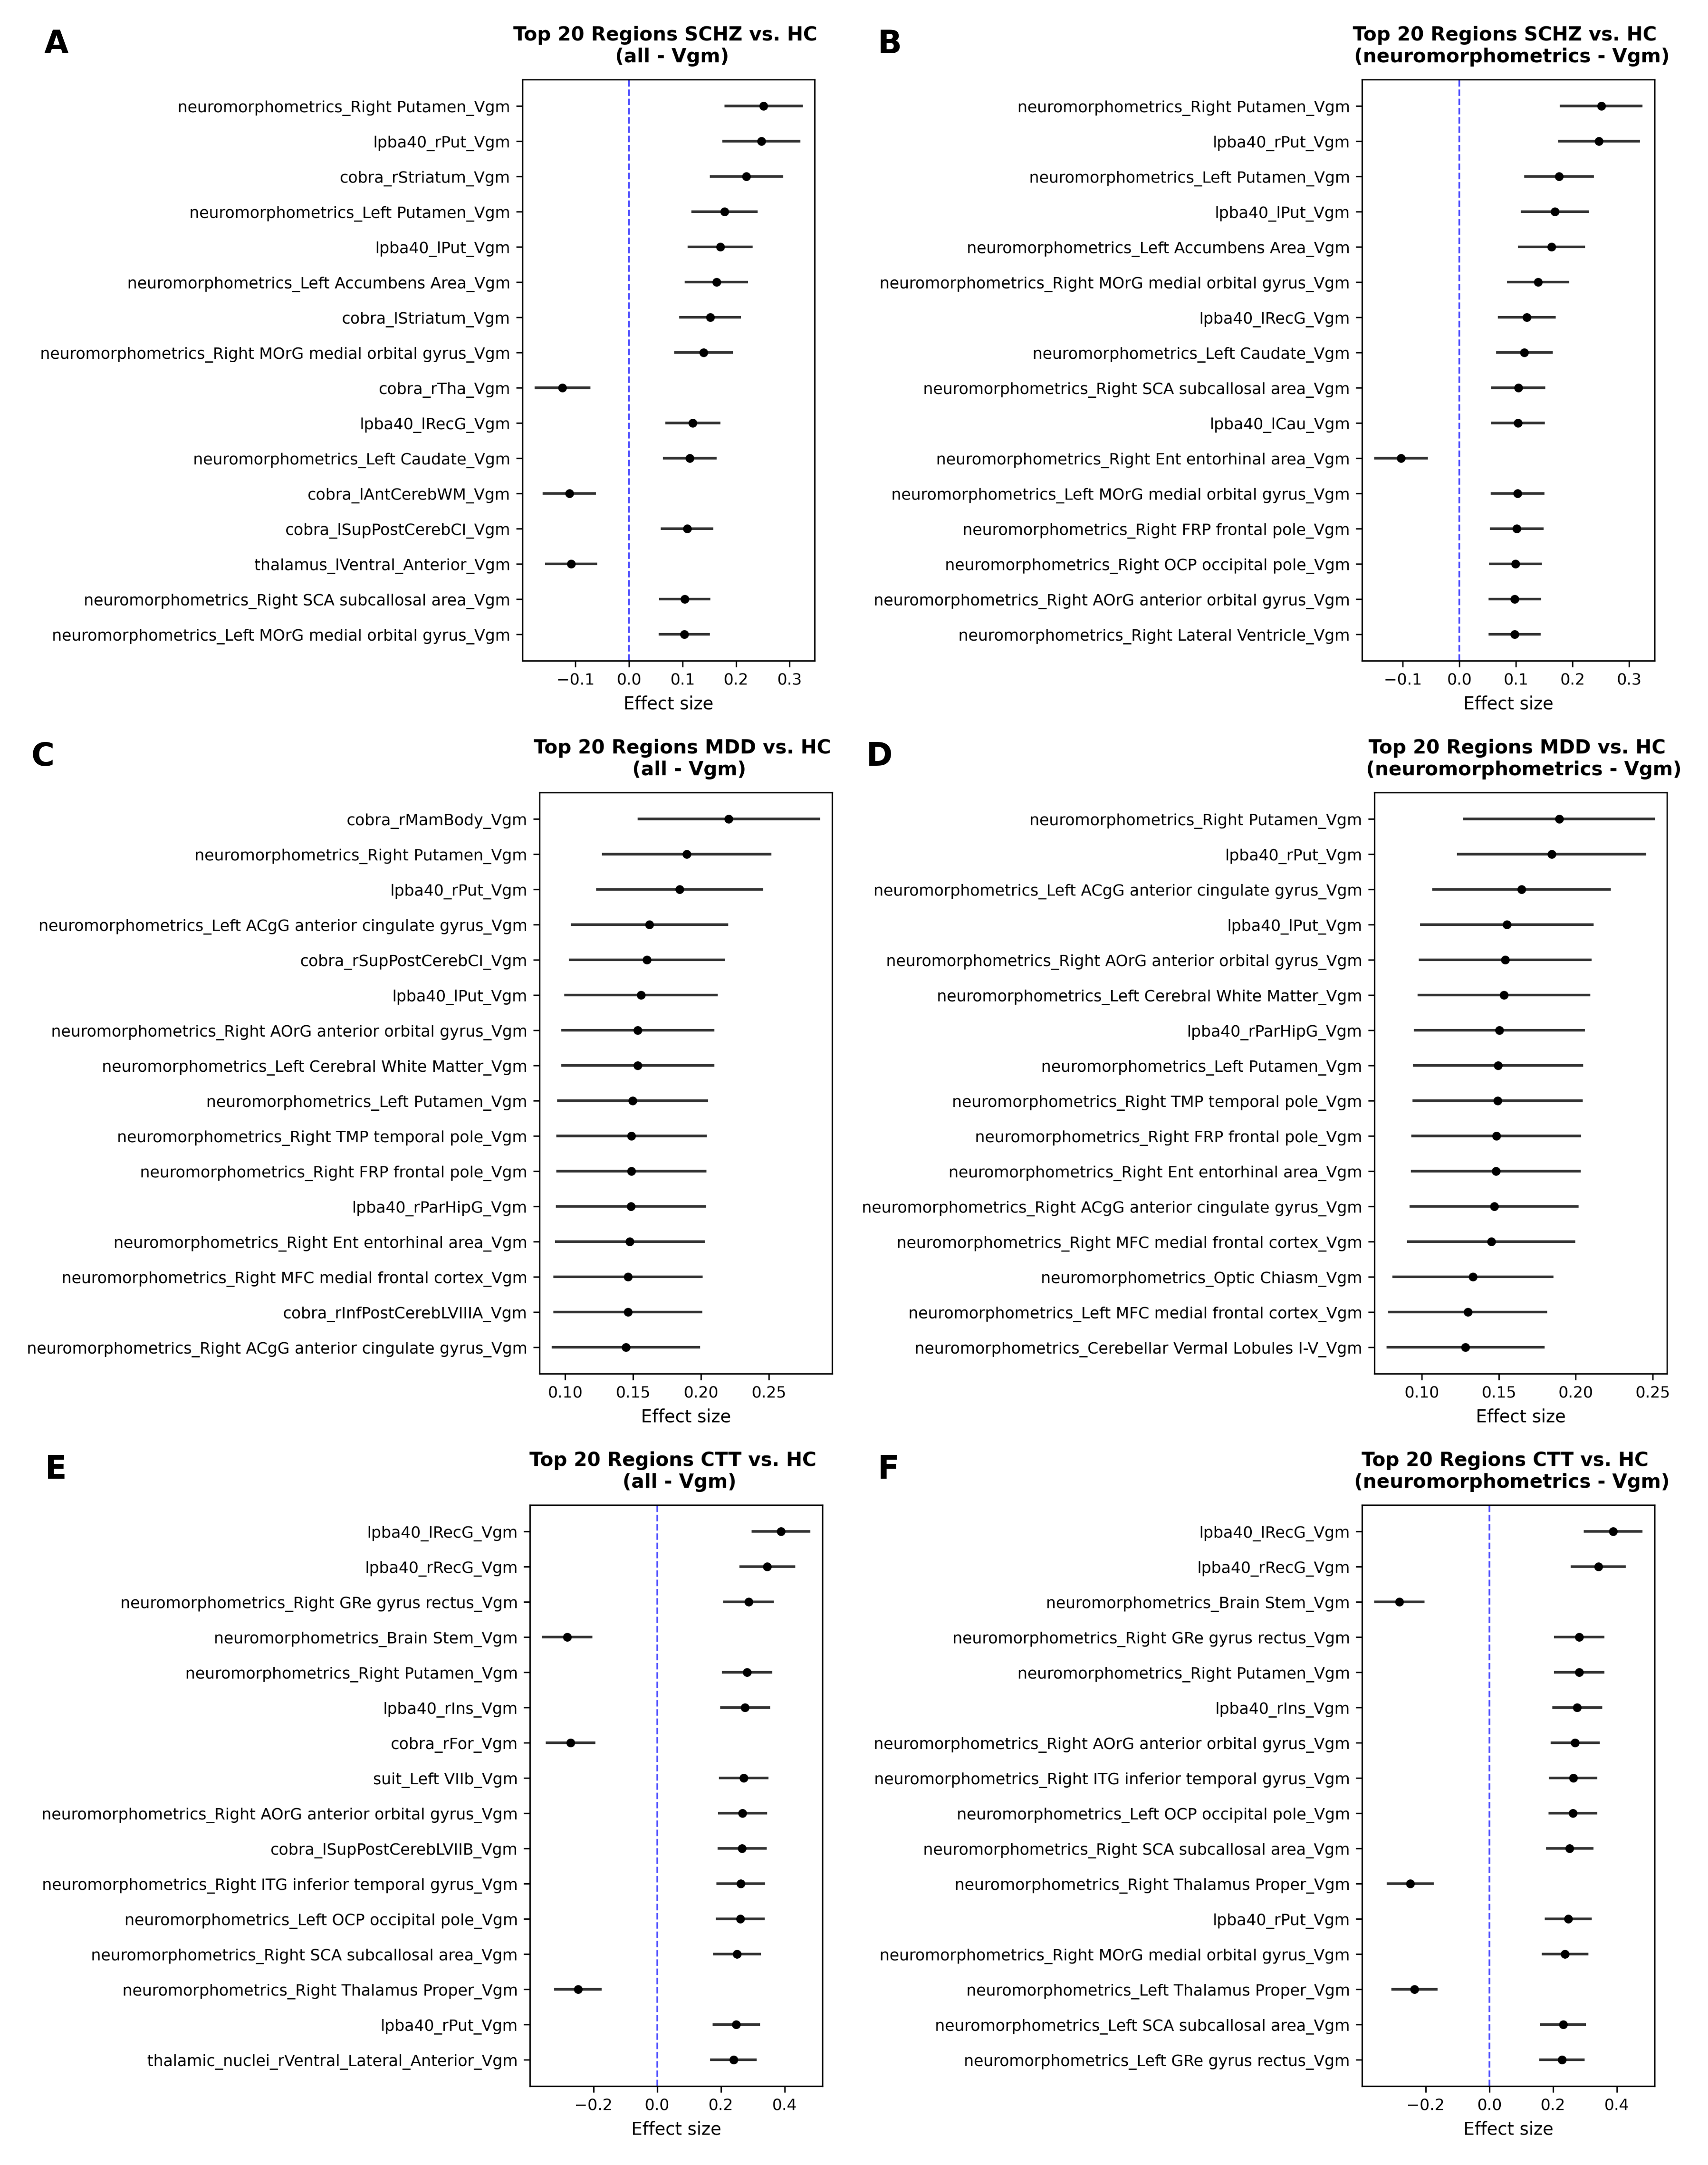 A
Top 20 Regions SCHZ vs. HC
(all - Vgm)
neuromorphometrics_Right Putamen_Vgm
lpba40_rPut_Vgm
cobra_rStriatum_Vgm
neuromorphometrics_Left Putamen_Vgm
lpba40_lPut_Vgm
neuromorphometrics_Left Accumbens Area_Vgm
cobra_lStriatum_Vgm
neuromorphometrics_Right MOrG medial orbital gyrus_Vgm
cobra_rTha_Vgm
lpba40_lRecG_Vgm
neuromorphometrics_Left Caudate_Vgm
cobra_lAntCerebWM_Vgm
cobra_lSupPostCerebCI_Vgm
thalamus_lVentral_Anterior_Vgm
neuromorphometrics_Right SCA subcallosal area_Vgm
neuromorphometrics_Left MOrG medial orbital gyrus_Vgm
−0.1 0.0 0.1 0.2 0.3
Effect size
B
Top 20 Regions SCHZ vs. HC
(neuromorphometrics - Vgm)
neuromorphometrics_Right Putamen_Vgm
lpba40_rPut_Vgm
neuromorphometrics_Left Putamen_Vgm
lpba40_lPut_Vgm
neuromorphometrics_Left Accumbens Area_Vgm
neuromorphometrics_Right MOrG medial orbital gyrus_Vgm
lpba40_lRecG_Vgm
neuromorphometrics_Left Caudate_Vgm
neuromorphometrics_Right SCA subcallosal area_Vgm
lpba40_lCau_Vgm
neuromorphometrics_Right Ent entorhinal area_Vgm
neuromorphometrics_Left MOrG medial orbital gyrus_Vgm
neuromorphometrics_Right FRP frontal pole_Vgm
neuromorphometrics_Right OCP occipital pole_Vgm
neuromorphometrics_Right AOrG anterior orbital gyrus_Vgm
neuromorphometrics_Right Lateral Ventricle_Vgm
−0.1 0.0 0.1 0.2 0.3
Effect size
C
Top 20 Regions MDD vs. HC
(all - Vgm)
cobra_rMamBody_Vgm
neuromorphometrics_Right Putamen_Vgm
lpba40_rPut_Vgm
neuromorphometrics_Left ACgG anterior cingulate gyrus_Vgm
cobra_rSupPostCerebCI_Vgm
lpba40_lPut_Vgm
neuromorphometrics_Right AOrG anterior orbital gyrus_Vgm
neuromorphometrics_Left Cerebral White Matter_Vgm
neuromorphometrics_Left Putamen_Vgm
neuromorphometrics_Right TMP temporal pole_Vgm
neuromorphometrics_Right FRP frontal pole_Vgm
lpba40_rParHipG_Vgm
neuromorphometrics_Right Ent entorhinal area_Vgm
neuromorphometrics_Right MFC medial frontal cortex_Vgm
cobra_rInfPostCerebLVIIIA_Vgm
neuromorphometrics_Right ACgG anterior cingulate gyrus_Vgm
0.10 0.15 0.20 0.25
Effect size
D
Top 20 Regions MDD vs. HC
(neuromorphometrics - Vgm)
neuromorphometrics_Right Putamen_Vgm
lpba40_rPut_Vgm
neuromorphometrics_Left ACgG anterior cingulate gyrus_Vgm
lpba40_lPut_Vgm
neuromorphometrics_Right AOrG anterior orbital gyrus_Vgm
neuromorphometrics_Left Cerebral White Matter_Vgm
lpba40_rParHipG_Vgm
neuromorphometrics_Left Putamen_Vgm
neuromorphometrics_Right TMP temporal pole_Vgm
neuromorphometrics_Right FRP frontal pole_Vgm
neuromorphometrics_Right Ent entorhinal area_Vgm
neuromorphometrics_Right ACgG anterior cingulate gyrus_Vgm
neuromorphometrics_Right MFC medial frontal cortex_Vgm
neuromorphometrics_Optic Chiasm_Vgm
neuromorphometrics_Left MFC medial frontal cortex_Vgm
neuromorphometrics_Cerebellar Vermal Lobules I-V_Vgm
0.10 0.15 0.20 0.25
Effect size
E
Top 20 Regions CTT vs. HC
(all - Vgm)
lpba40_lRecG_Vgm
lpba40_rRecG_Vgm
neuromorphometrics_Right GRe gyrus rectus_Vgm
neuromorphometrics_Brain Stem_Vgm
neuromorphometrics_Right Putamen_Vgm
lpba40_rIns_Vgm
cobra_rFor_Vgm
suit_Left VIIb_Vgm
neuromorphometrics_Right AOrG anterior orbital gyrus_Vgm
cobra_lSupPostCerebLVIIB_Vgm
neuromorphometrics_Right ITG inferior temporal gyrus_Vgm
neuromorphometrics_Left OCP occipital pole_Vgm
neuromorphometrics_Right SCA subcallosal area_Vgm
neuromorphometrics_Right Thalamus Proper_Vgm
lpba40_rPut_Vgm
thalamic_nuclei_rVentral_Lateral_Anterior_Vgm
−0.2 0.0 0.2 0.4
Effect size
F
Top 20 Regions CTT vs. HC
(neuromorphometrics - Vgm)
lpba40_lRecG_Vgm
lpba40_rRecG_Vgm
neuromorphometrics_Brain Stem_Vgm
neuromorphometrics_Right GRe gyrus rectus_Vgm
neuromorphometrics_Right Putamen_Vgm
lpba40_rIns_Vgm
neuromorphometrics_Right AOrG anterior orbital gyrus_Vgm
neuromorphometrics_Right ITG inferior temporal gyrus_Vgm
neuromorphometrics_Left OCP occipital pole_Vgm
neuromorphometrics_Right SCA subcallosal area_Vgm
neuromorphometrics_Right Thalamus Proper_Vgm
lpba40_rPut_Vgm
neuromorphometrics_Right MOrG medial orbital gyrus_Vgm
neuromorphometrics_Left Thalamus Proper_Vgm
neuromorphometrics_Left SCA subcallosal area_Vgm
neuromorphometrics_Left GRe gyrus rectus_Vgm
−0.2 0.0 0.2 0.4
Effect size